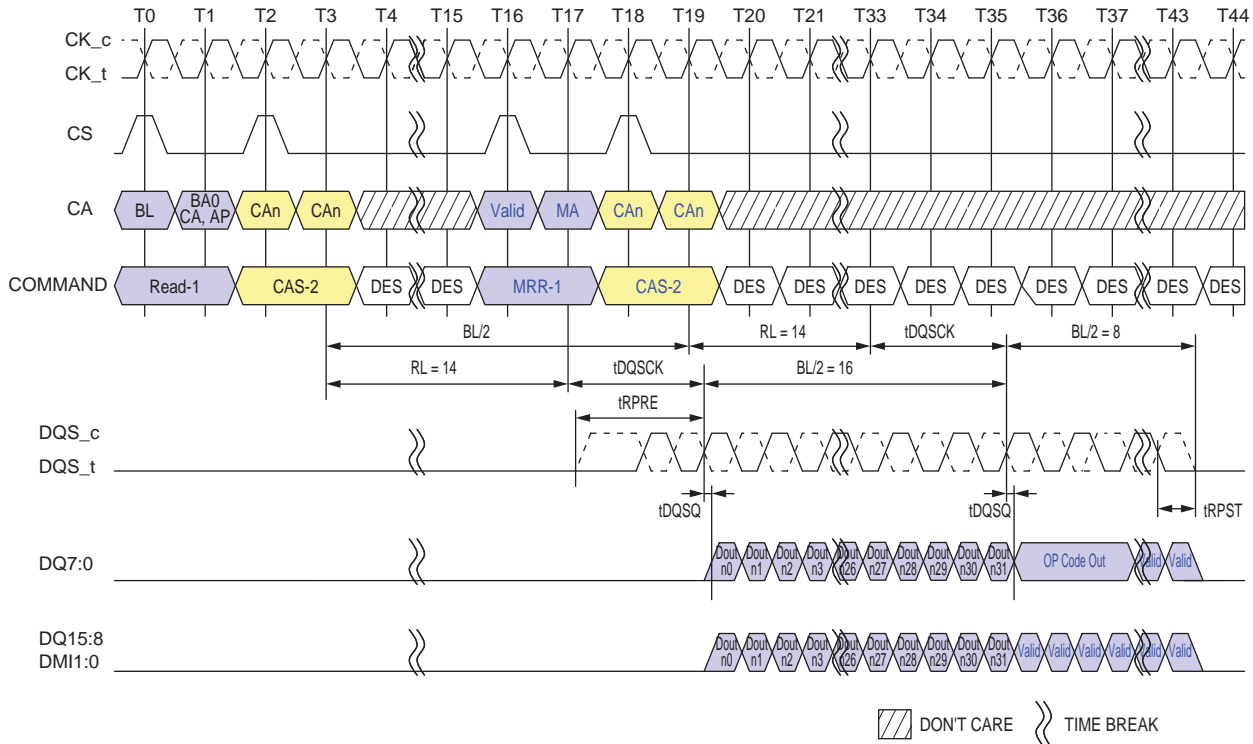 T0 T1 T2 T3 T4 T15 T16 T17 T18 T19 T20 T21 T33 T34 T35 T36 T37 T43 T44
CK_c
CK_t
CS
CA BL BA0 CA, AP CAn CAn Valid MA CAn CAn
COMMAND Read-1 CAS-2 DES DES MRR-1 CAS-2 DES DES DES DES DES DES DES DES DES
BL/2 RL = 14 tDQSCK BL/2 = 8
RL = 14 tDQSCK BL/2 = 16
tRPRE
DQS_c
DQS_t
tDQSQ tDQSQ tRPST
DQ7:0 Dout n0 Dout n1 Dout n2 Dout n3 Dout n26 Dout n27 Dout n28 Dout n29 Dout n30 Dout n31 OP Code Out Valid Valid
DQ15:8
DMI1:0 Dout n0 Dout n1 Dout n2 Dout n3 Dout n26 Dout n27 Dout n28 Dout n29 Dout n30 Dout n31 Valid Valid Valid Valid Valid Valid
DON'T CARE TIME BREAK